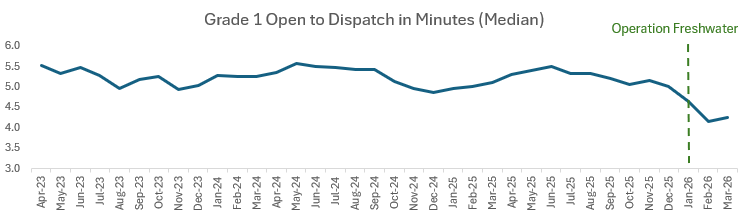 Grade 1 Open to Dispatch in Minutes (Median)
Operation Freshwater
6.0
5.5
5.0
4.5
4.0
3.5
3.0
Apr-23
May-23
Jun-23
Jul-23
Aug-23
Sep-23
Oct-23
Nov-23
Dec-23
Jan-24
Feb-24
Mar-24
Apr-24
May-24
Jun-24
Jul-24
Aug-24
Sep-24
Oct-24
Nov-24
Dec-24
Jan-25
Feb-25
Mar-25
Apr-25
May-25
Jun-25
Jul-25
Aug-25
Sep-25
Oct-25
Nov-25
Dec-25
Jan-26
Feb-26
Mar-26